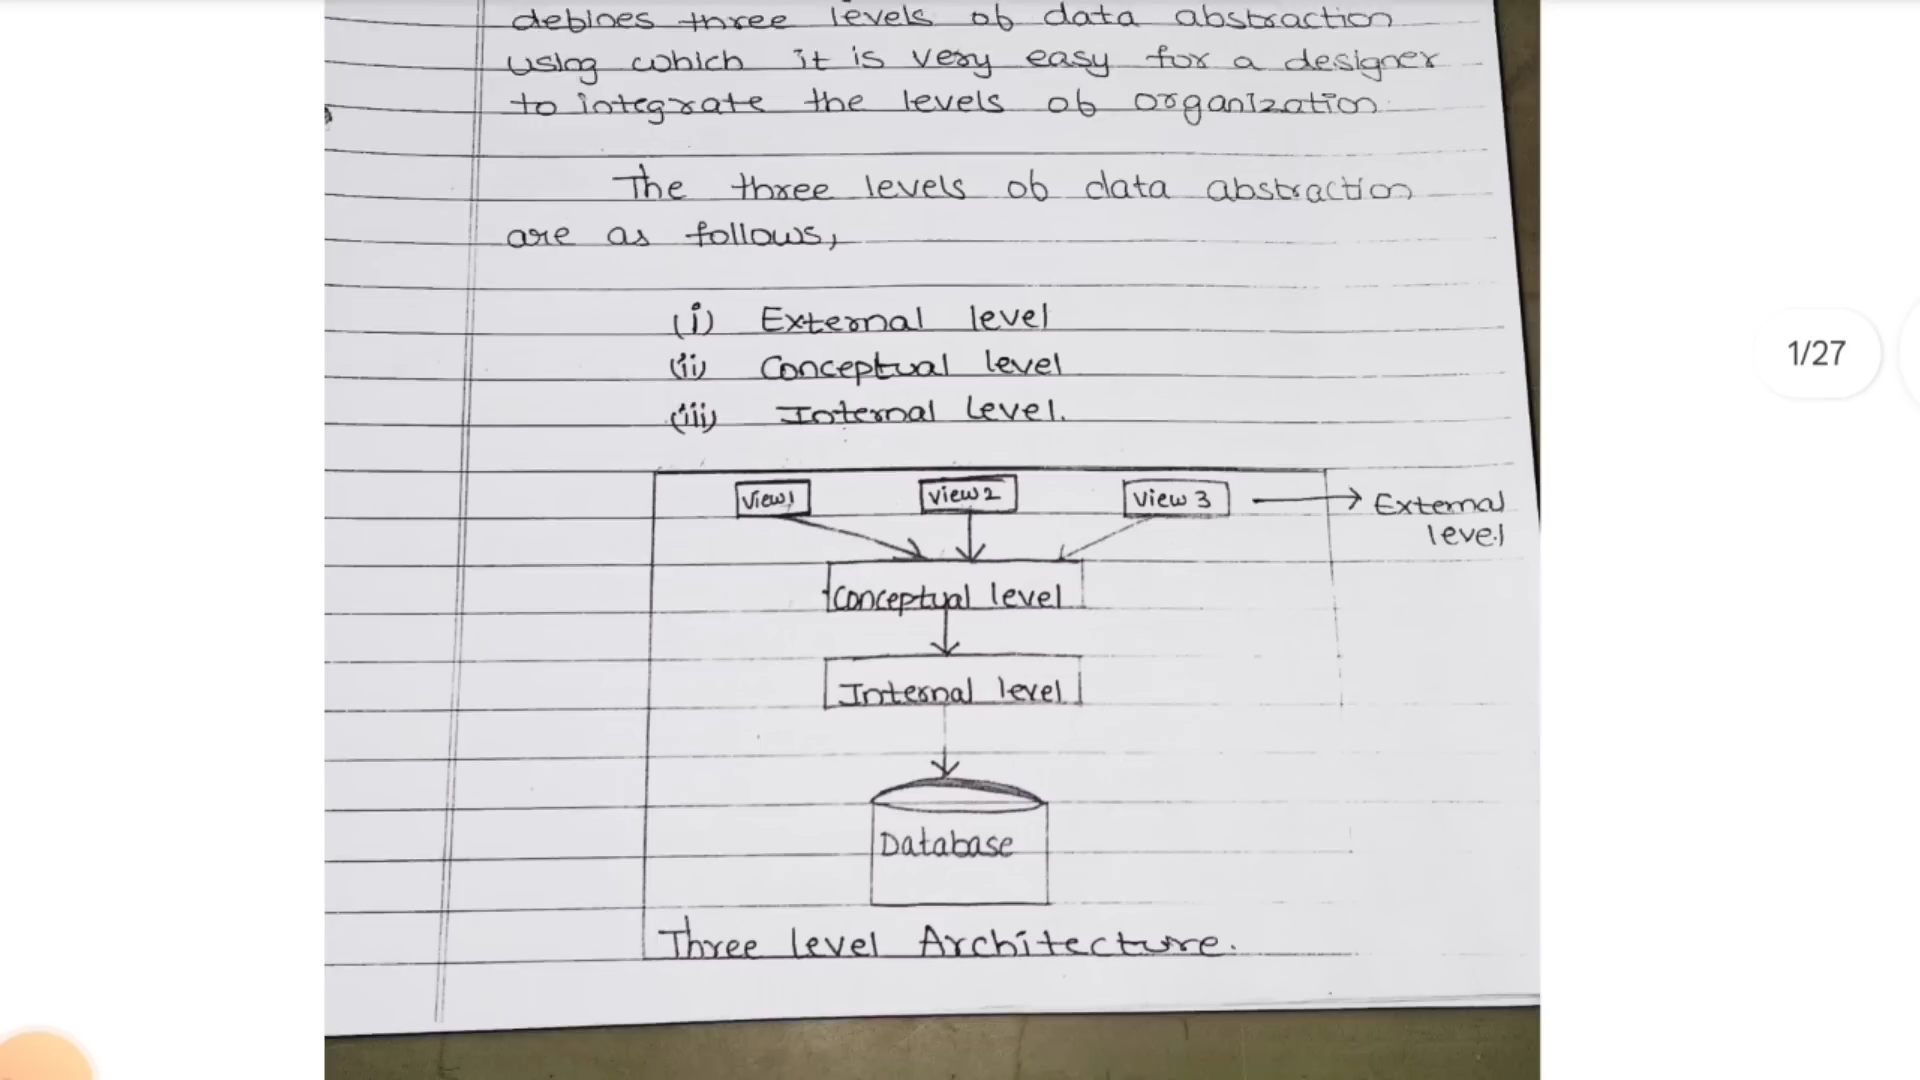 defines three levels of data abstraction
using which it is very easy for a designer
to integrate the levels of organization
The three levels of data abstraction
are as follows,
(i) External level
(ii) Conceptual level
(iii) Internal Level.
View1 View2 View 3 External
level
Conceptual level
Internal level
Database
Three level Architecture.
1/27